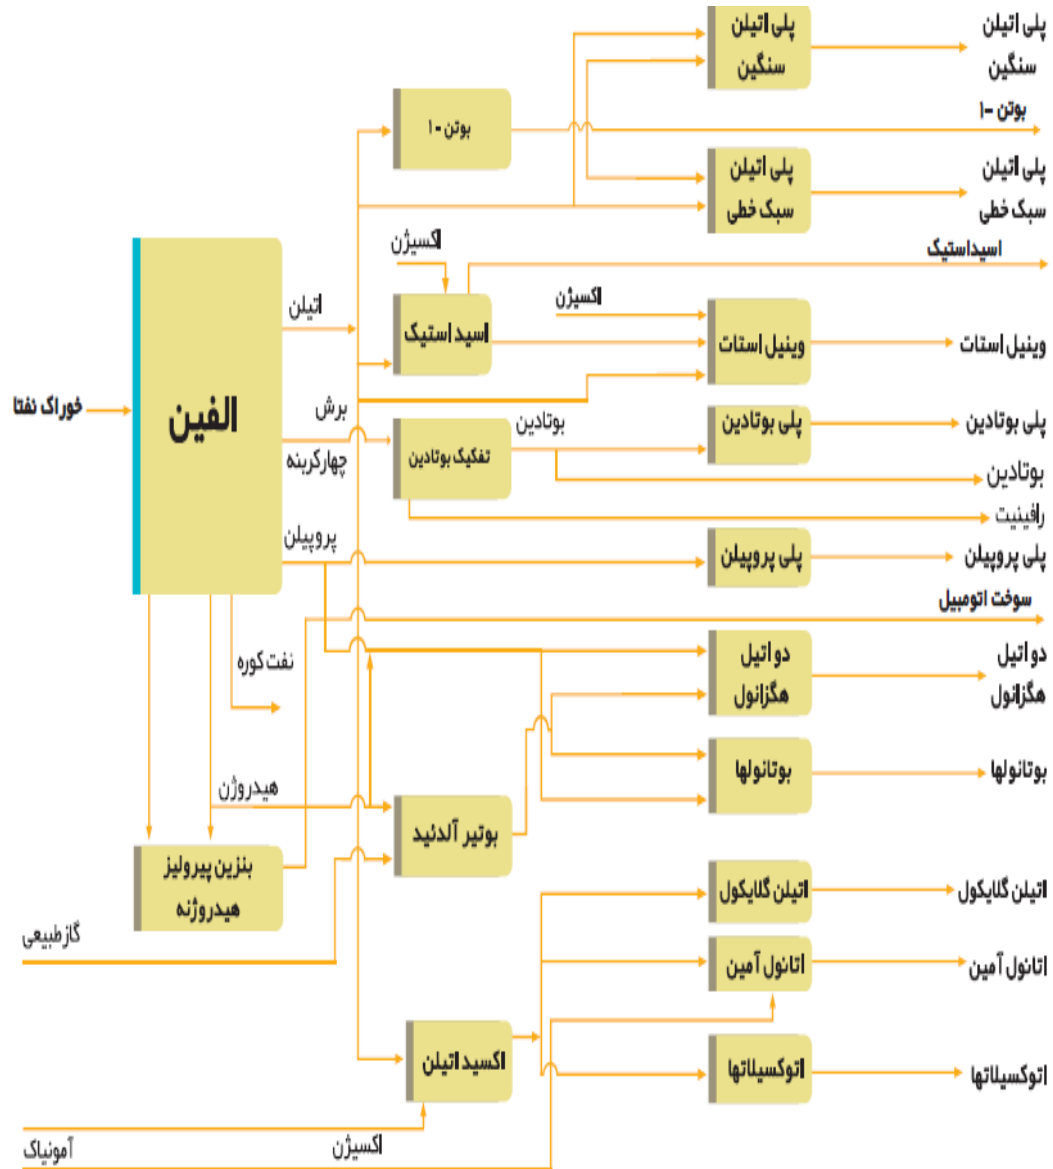 پلی اتیلن
سنگین
پلی اتیلن
سنگین
بوتن -۱
بوتن -۱
پلی اتیلن
سبک خطی
پلی اتیلن
سبک خطی
اکسیژن
اسیداستیک
اتیلن
اکسیژن
اسید استیک
وینیل استات
وینیل استات
خوراک نفتا
الفین
برش
چهارکربنه
تفکیک بوتادین
بوتادین
پلی بوتادین
پلی بوتادین
بوتادین
رافینیت
پروپیلن
پلی پروپیلن
پلی پروپیلن
سوخت اتومبیل
نفت کوره
دو اتیل
هگزانول
دو اتیل
هگزانول
بوتانولها
بوتانولها
هیدروژن
بوتیر آلدئید
بنزین پیرولیز
هیدروژنه
اتیلن گلایکول
اتیلن گلایکول
گاز طبیعی
اتانول آمین
اتانول آمین
اکسید اتیلن
اتوکسیلاتها
اتوکسیلاتها
اکسیژن
آمونیاک